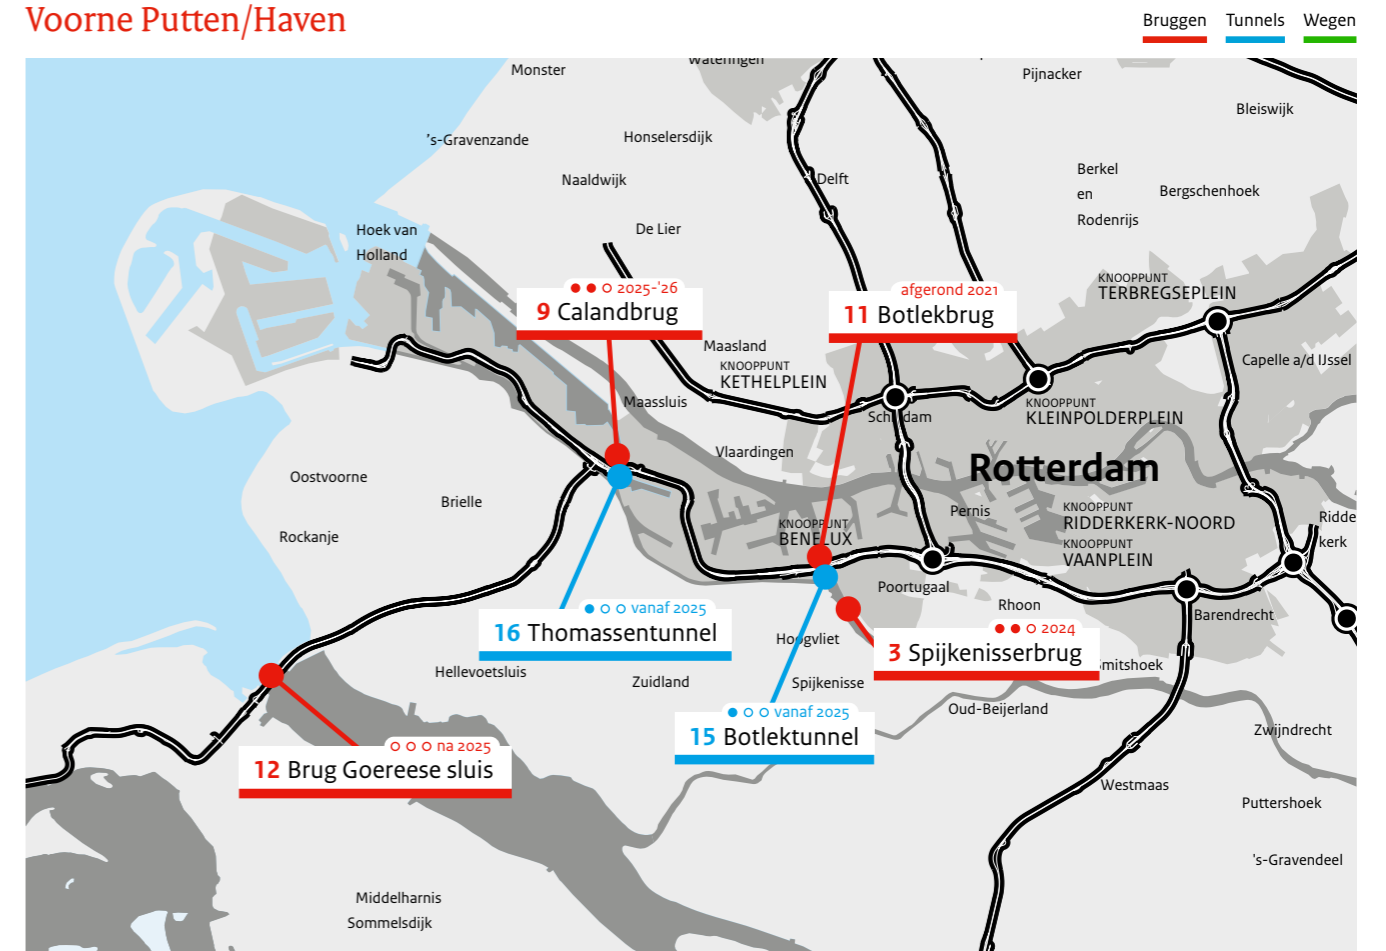 Voorne Putten/Haven
Bruggen Tunnels Wegen
Monster
Wateringen
Pijnacker
Bleiswijk
's-Gravenzande
Honselersdijk
Naaldwijk
Delft
Berkel
en
Rodenrijs
Bergschenhoek
Hoek van
Holland
De Lier
2025-'26
9 Calandbrug
afgerond 2021
11 Botlekbrug
KNOOPPUNT
TERBREGSEPLEIN
Maasland
KNOOPPUNT
KETHELPLEIN
Capelle a/d IJssel
Maassluis
Schiedam
KNOOPPUNT
KLEINPOLDERPLEIN
Vlaardingen
Rotterdam
Oostvoorne
Brielle
Rockanje
KNOOPPUNT
BENELUX
Pernis
KNOOPPUNT
RIDDERKERK-NOORD
KNOOPPUNT
VAANPLEIN
Ridde
kerk
Poortugaal
Rhoon
Barendrecht
vanaf 2025
16 Thomassentunnel
Hoogvliet
2024
3 Spijkenisserbrug
Smitshoek
Hellevoetsluis
Zuidland
Spijkenisse
Oud-Beijerland
vanaf 2025
15 Botlektunnel
Zwijndrecht
na 2025
12 Brug Goereese sluis
Westmaas
Puttershoek
's-Gravendeel
Middelharnis
Sommelsdijk